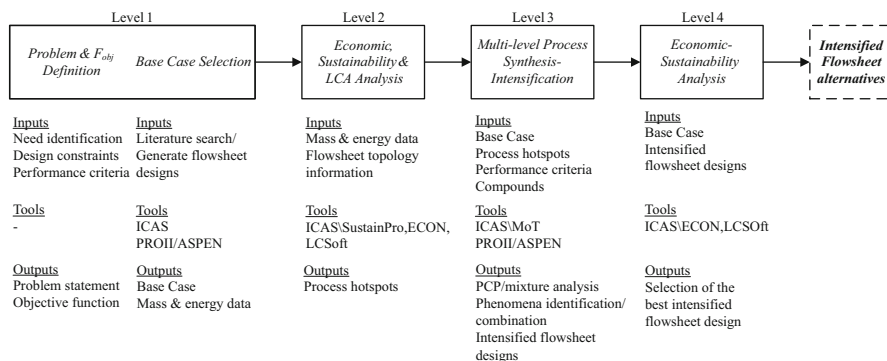 Level 1
Level 2
Level 3
Level 4
Problem & Fobj
Definition
Base Case Selection
Economic,
Sustainability &
LCA Analysis
Multi-level Process
Synthesis-
Intensification
Economic-
Sustainability
Analysis
Intensified
Flowsheet
alternatives
Inputs
Need identification
Design constraints
Performance criteria
Inputs
Literature search/
Generate flowsheet
designs
Inputs
Mass & energy data
Flowsheet topology
information
Inputs
Base Case
Process hotspots
Performance criteria
Compounds
Inputs
Base Case
Intensified
flowsheet designs
Tools
-
Tools
ICAS
PROII/ASPEN
Tools
ICAS\SustainPro,ECON,
LCSoft
Tools
ICAS\MoT
PROII/ASPEN
Tools
ICAS\ECON,LCSOft
Outputs
Problem statement
Objective function
Outputs
Base Case
Mass & energy data
Outputs
Process hotspots
Outputs
PCP/mixture analysis
Phenomena identification/
combination
Intensified flowsheet
designs
Outputs
Selection of the
best intensified
flowsheet design